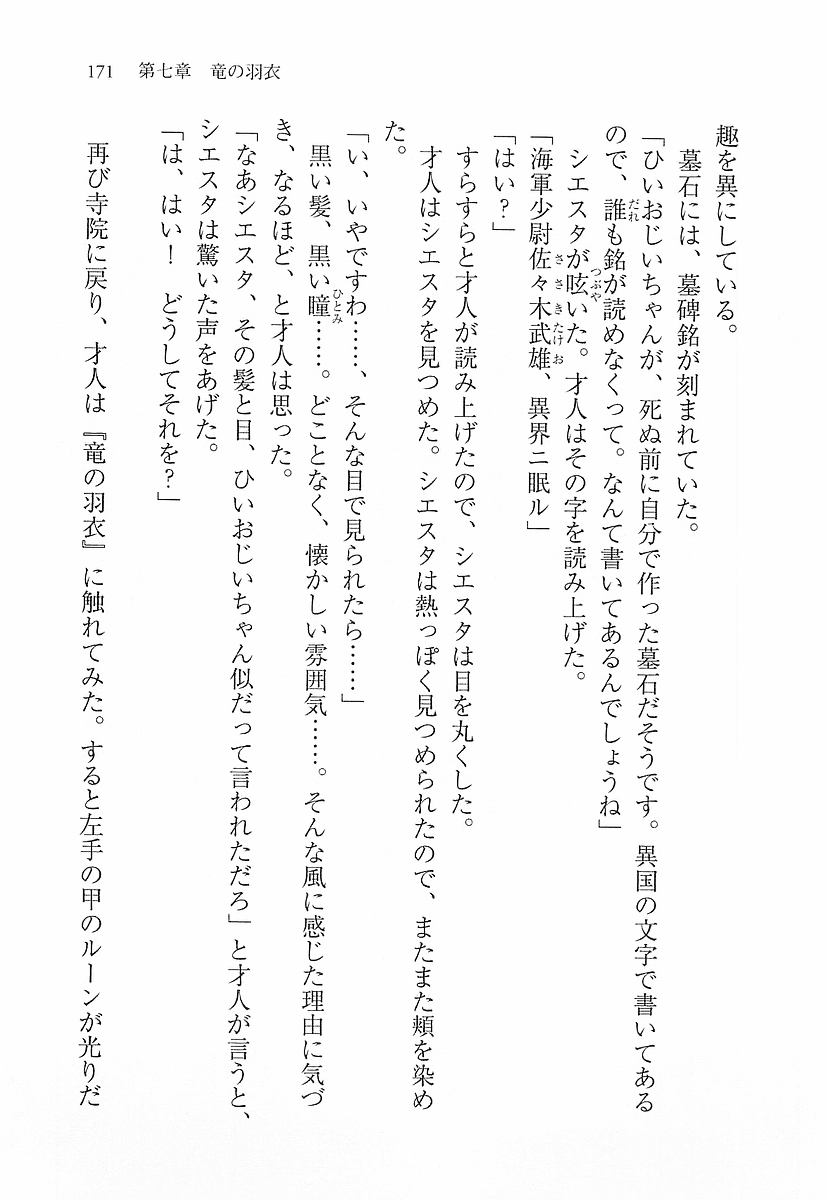 171 第七章 竜の羽衣
趣を異にしている。
墓石には、墓碑銘が刻まれていた。
「ひいおじいちゃんが、死ぬ前に自分で作った墓石だそうです。異国の文字で書いてある
ので、誰も銘が読めなくって。なんて書いてあるんでしょうね」
シエスタが呟いた。才人はその字を読み上げた。
「海軍少尉佐々木武雄、異界ニ眠ル」
「はい?」
すらすらと才人が読み上げたので、シエスタは目を丸くした。
才人はシエスタを見つめた。シエスタは熱っぽく見つめられたので、またまた頬を染め
た。
「い、いやですわ……、そんな目で見られたら……」
黒い髪、黒い瞳……。どことなく、懐かしい雰囲気……。そんな風に感じた理由に気づ
き、なるほど、と才人は思った。
「なあシエスタ、その髪と目、ひいおじいちゃん似だって言われただろ」と才人が言うと、
シエスタは驚いた声をあげた。
「は、はい! どうしてそれを?」
再び寺院に戻り、才人は『竜の羽衣』に触れてみた。すると左手の甲のルーンが光りだ